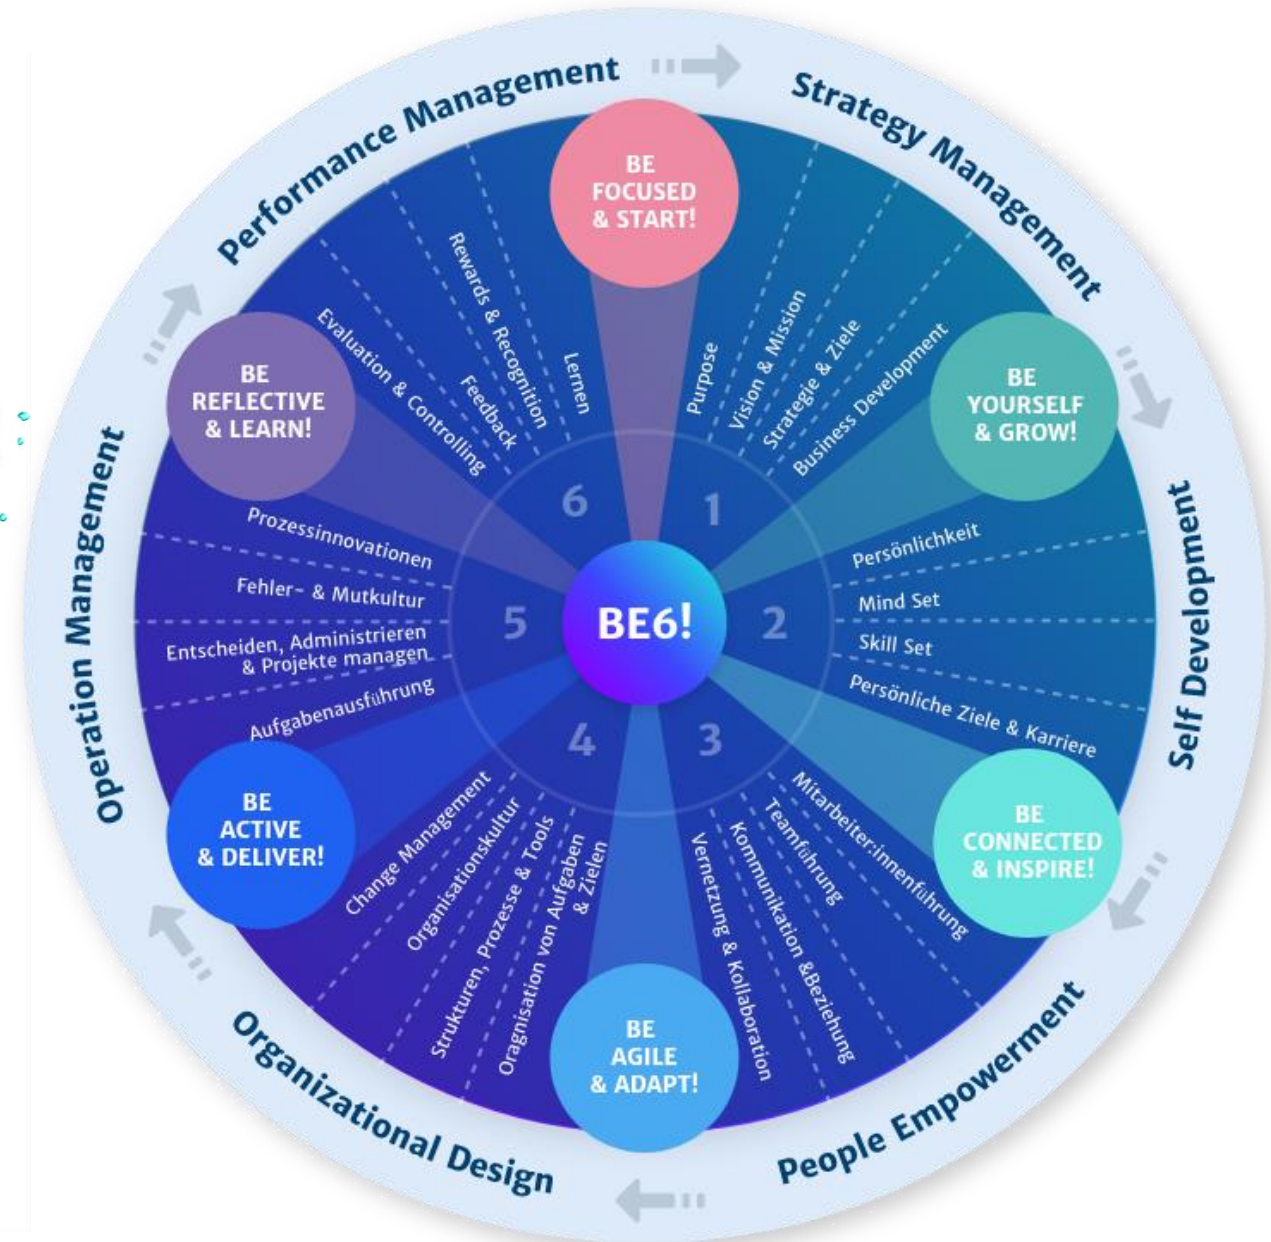 Performance Management
Strategy Management
Self Development
People Empowerment
Organizational Design
Operation Management
BE
FOCUSED
& START!
BE
YOURSELF
& GROW!
BE
CONNECTED
& INSPIRE!
BE
AGILE
& ADAPT!
BE
ACTIVE
& DELIVER!
BE
REFLECTIVE
& LEARN!
BE6!
1
Purpose
Vision & Mission
Strategie & Ziele
Business Development
2
Persönlichkeit
Mind Set
Skill Set
Persönliche Ziele & Karriere
3
Mitarbeiter:innenführung
Teamführung
Kommunikation &Beziehung
Vernetzung & Kollaboration
4
Oragnisation von Aufgaben
& Zielen
Strukturen, Prozesse & Tools
Organisationskultur
Change Management
5
Aufgabenausführung
Entscheiden, Administrieren
& Projekte managen
Fehler- & Mutkultur
Prozessinnovationen
6
Evaluation & Controlling
Feedback
Rewards & Recognition
Lernen